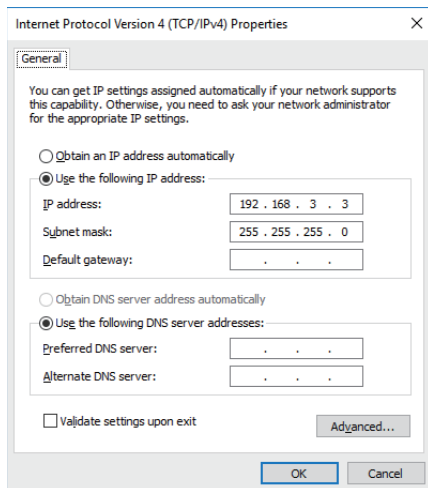 Internet Protocol Version 4 (TCP/IPv4) Properties
General
You can get IP settings assigned automatically if your network supports
this capability. Otherwise, you need to ask your network administrator
for the appropriate IP settings.
Obtain an IP address automatically
Use the following IP address:
IP address: 192 . 168 . 3 . 3
Subnet mask: 255 . 255 . 255 . 0
Default gateway: . . .
Obtain DNS server address automatically
Use the following DNS server addresses:
Preferred DNS server: . . .
Alternate DNS server: . . .
Validate settings upon exit Advanced...
OK Cancel